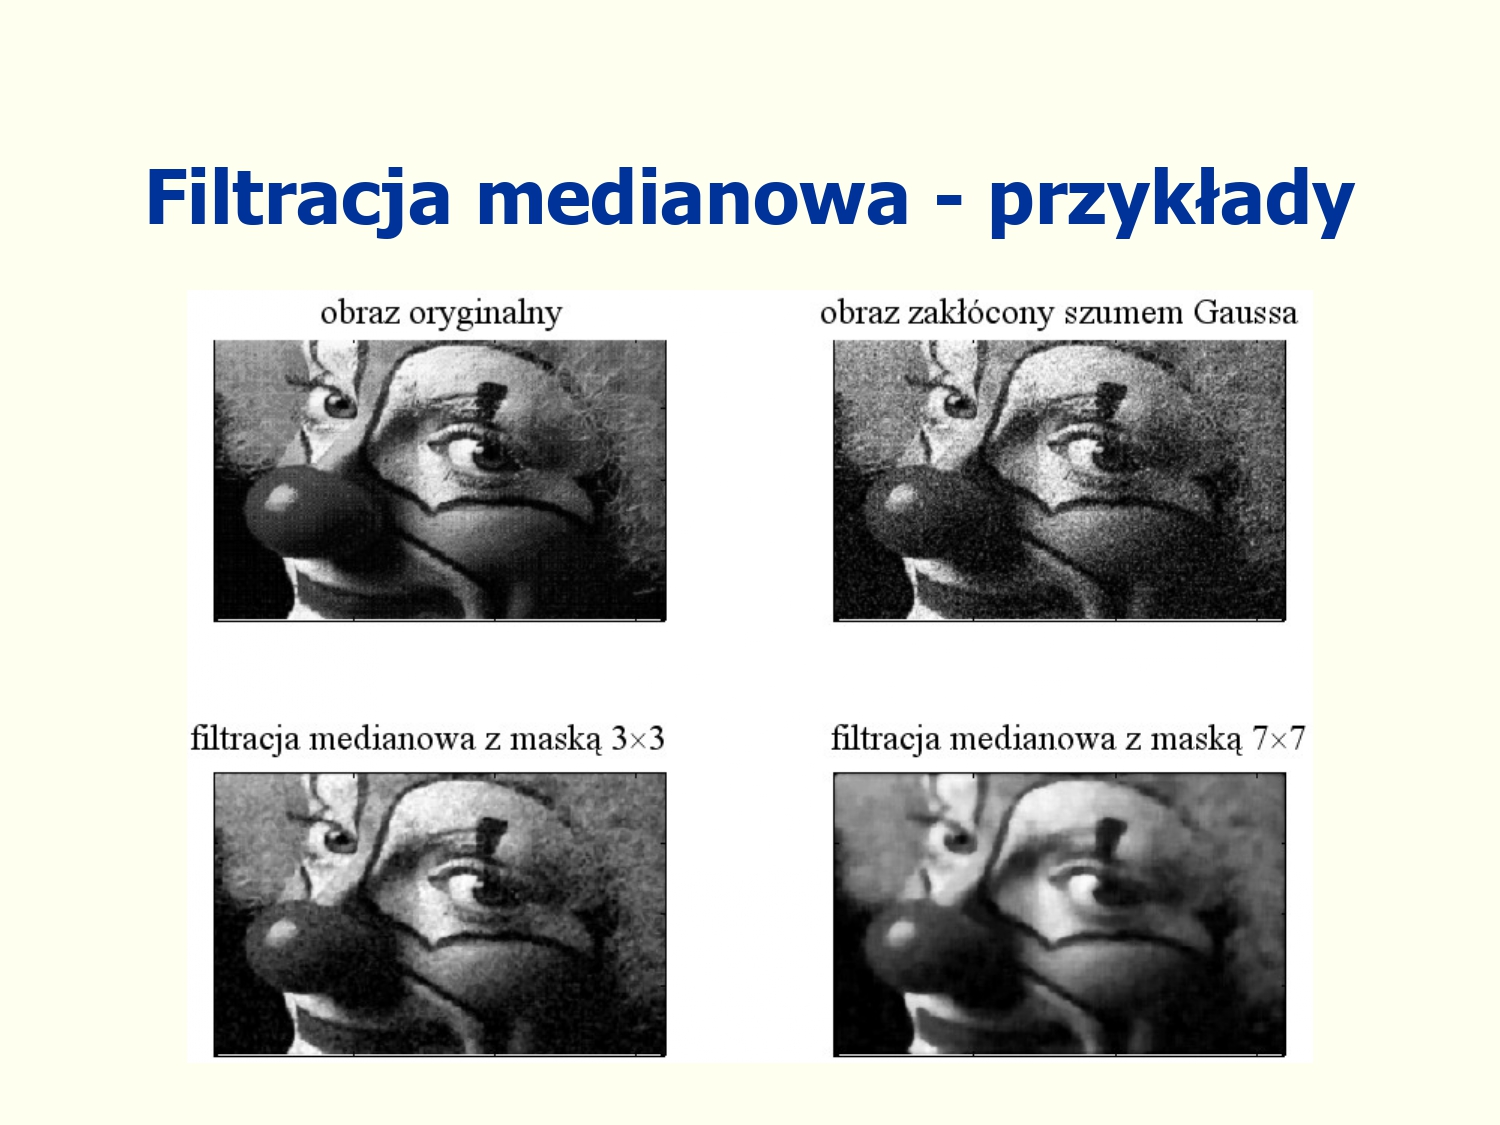 Filtracja medianowa - przykłady
obraz oryginalny
obraz zakłócony szumem Gaussa
filtracja medianowa z maską 3×3
filtracja medianowa z maską 7×7